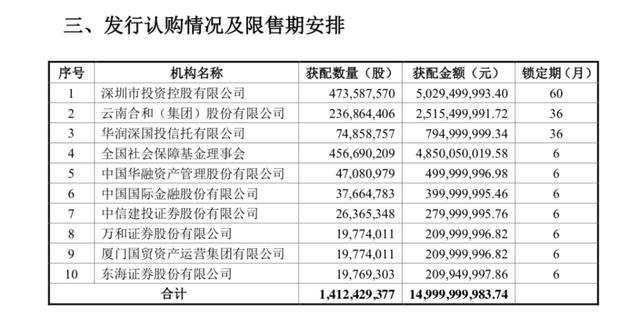 三、发行认购情况及限售期安排
序号 机构名称 获配数量（股） 获配金额（元） 锁定期（月）
1 深圳市投资控股有限公司 473,587,570 5,029,499,993.40 60
2 云南合和（集团）股份有限公司 236,864,406 2,515,499,991.72 36
3 华润深国投信托有限公司 74,858,757 794,999,999.34 36
4 全国社会保障基金理事会 456,690,209 4,850,050,019.58 6
5 中国华融资产管理股份有限公司 47,080,979 499,999,996.98 6
6 中国国际金融股份有限公司 37,664,783 399,999,995.46 6
7 中信建投证券股份有限公司 26,365,348 279,999,995.76 6
8 万和证券股份有限公司 19,774,011 209,999,996.82 6
9 厦门国贸资产运营集团有限公司 19,774,011 209,999,996.82 6
10 东海证券股份有限公司 19,769,303 209,949,997.86 6
合计 1,412,429,377 14,999,999,983.74